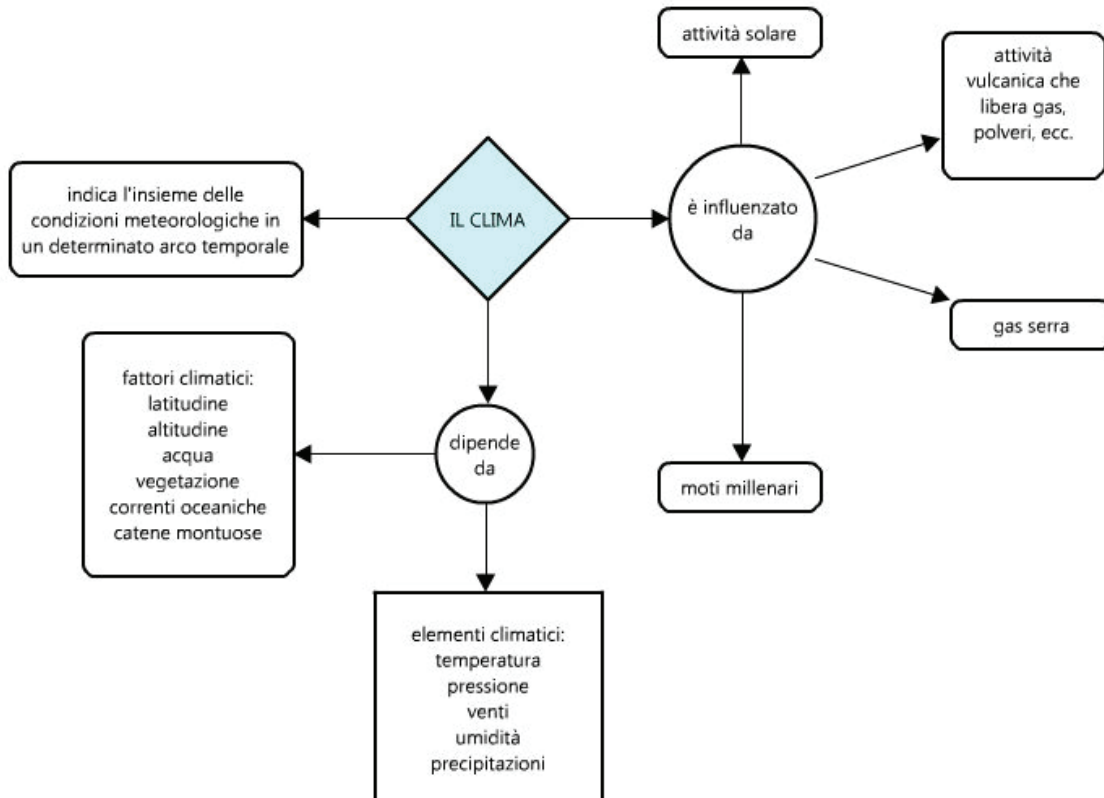 attività solare
attività
vulcanica che
libera gas,
polveri, ecc.
indica l'insieme delle
condizioni meteorologiche in
un determinato arco temporale
IL CLIMA
è influenzato
da
gas serra
fattori climatici:
latitudine
altitudine
acqua
vegetazione
correnti oceaniche
catene montuose
dipende
da
moti millenari
elementi climatici:
temperatura
pressione
venti
umidità
precipitazioni